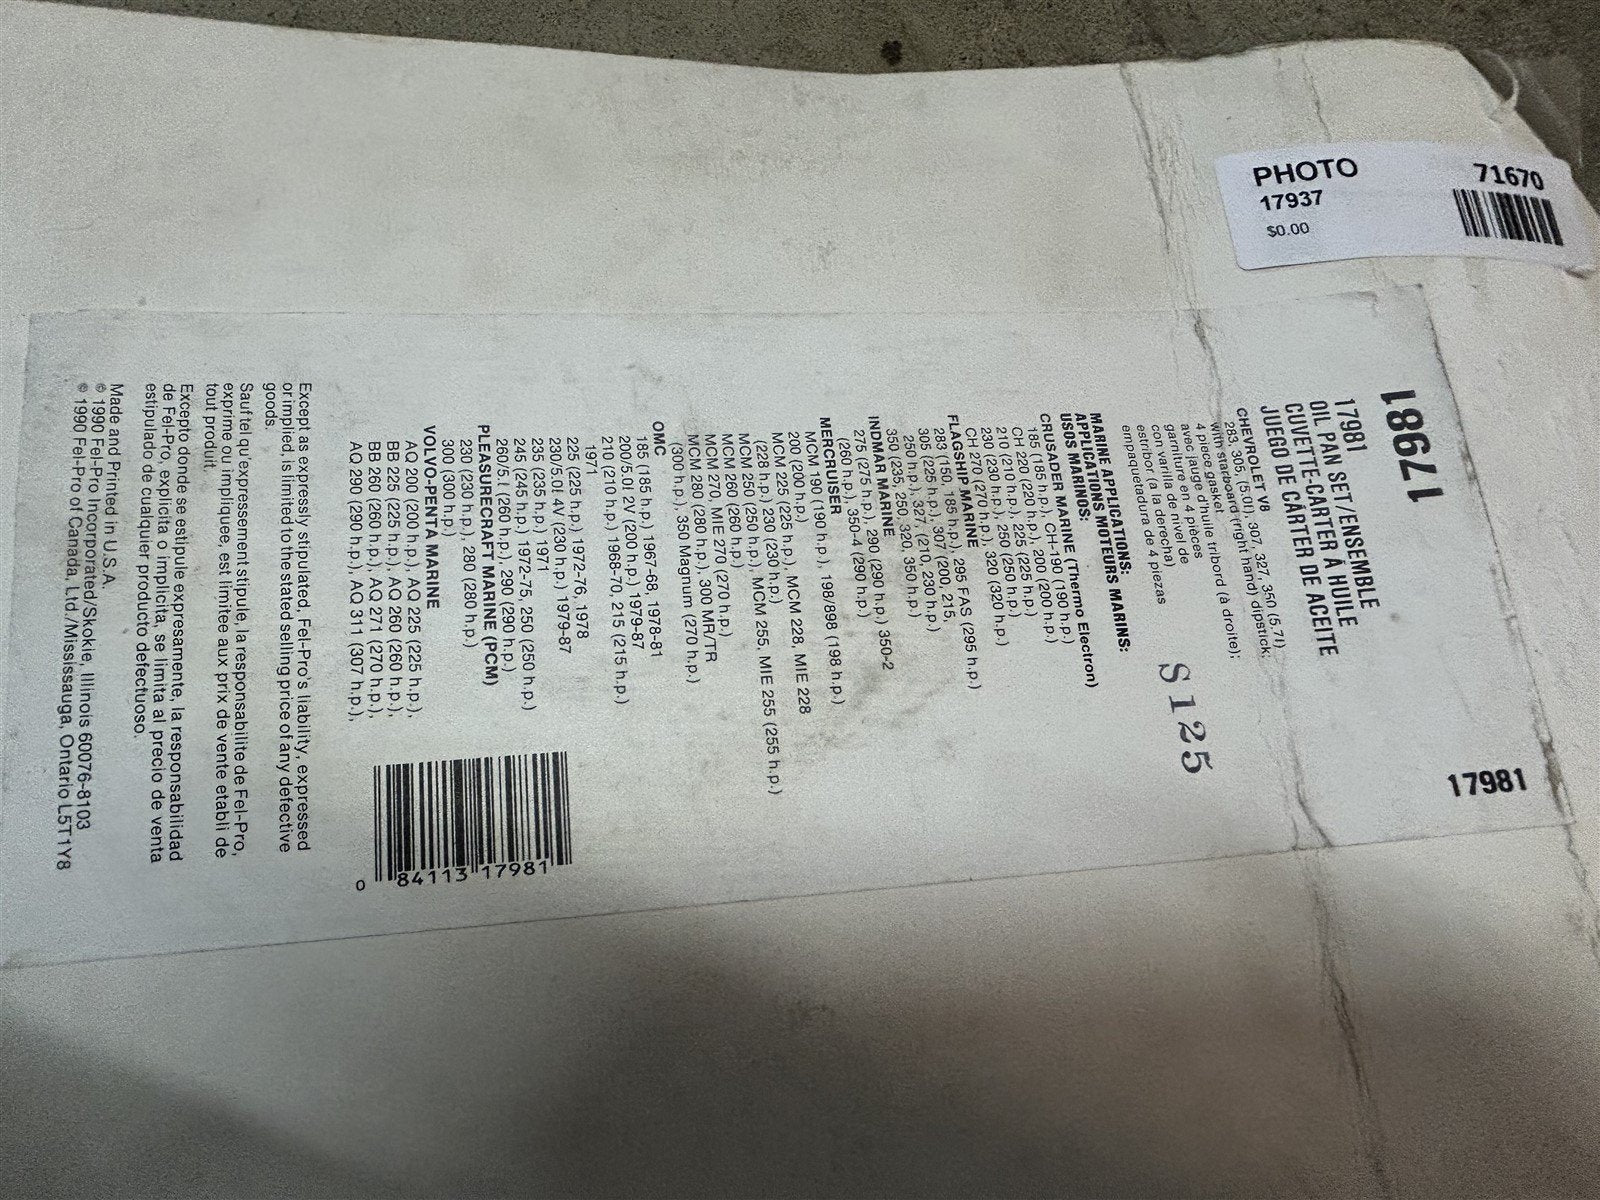 PHOTO 71670
17937
$0.00
17981
17981
17981
OIL PAN SET/ENSEMBLE
CUVETTE-CARTER À HUILE
JUEGO DE CÁRTER DE ACEITE
CHEVROLET V8
283, 305, (5.0l), 307, 327, 350 (5.7l)
with starboard (right hand) dipstick;
4 piece gasket
avec jauge d'huile tribord (à droite);
garniture en 4 pièces
con varilla de nivel de
estribor (a la derecha)
empaquetadura de 4 piezas
S125
MARINE APPLICATIONS:
APPLICATIONS MOTEURS MARINS:
USOS MARINOS:
CRUSADER MARINE (Thermo Electron)
185 (185 h.p.), CH-190 (190 h.p.)
CH 220 (220 h.p.), 200 (200 h.p.)
210 (210 h.p.), 225 (225 h.p.)
230 (230 h.p.), 250 (250 h.p.)
CH 270 (270 h.p.), 320 (320 h.p.)
FLAGSHIP MARINE
283 (150, 185 h.p.), 295 FAS (295 h.p.)
305 (225 h.p.), 307 (200, 215,
250 h.p.), 327, (210, 230 h.p.)
350 (235, 250, 320, 350 h.p.)
INDMAR MARINE
275 (275 h.p.), 290 (290 h.p.) 350-2
(260 h.p.), 350-4 (290 h.p.)
MERCRUISER
MCM 190 (190 h.p.), 198/898 (198 h.p.)
200 (200 h.p.)
MCM 225 (225 h.p.), MCM 228, MIE 228
(228 h.p.), 230 (230 h.p.)
MCM 250 (250 h.p.), MCM 255, MIE 255 (255 h.p.)
MCM 260 (260 h.p.)
MCM 270, MIE 270 (270 h.p.)
MCM 280 (280 h.p.), 300 MR/TR
(300 h.p.), 350 Magnum (270 h.p.)
OMC
185 (185 h.p.) 1967-68, 1978-81
200/5.0l 2V (200 h.p.) 1979-87
210 (210 h.p.) 1968-70, 215 (215 h.p.)
1971
225 (225 h.p.) 1972-76, 1978
230/5.0l 4V (230 h.p.) 1979-87
235 (235 h.p.) 1971
245 (245 h.p.) 1972-75, 250 (250 h.p.)
260/5.l (260 h.p.), 290 (290 h.p.)
PLEASURECRAFT MARINE (PCM)
230 (230 h.p.), 280 (280 h.p.)
300 (300 h.p.)
VOLVO-PENTA MARINE
AQ 200 (200 h.p.), AQ 225 (225 h.p.),
BB 225 (225 h.p.), AQ 260 (260 h.p.),
BB 260 (260 h.p.), AQ 271 (270 h.p.),
AQ 290 (290 h.p.), AQ 311 (307 h.p.),
0 84113 17981
Except as expressly stipulated, Fel-Pro's liability, expressed
or implied, is limited to the stated selling price of any defective
goods.
Sauf tel qu'expressement stipule, la responsabilite de Fel-Pro,
exprime ou impliquee, est limitee aux prix de vente etabli de
tout produit.
Excepto donde se estipule expresamente, la responsabilidad
de Fel-Pro, explicita o implicita, se limita al precio de venta
estipulado de cualquier producto defectuoso.
Made and Printed in U.S.A.
© 1990 Fel-Pro Incorporated/Skokie, Illinois 60076-8103
© 1990 Fel-Pro of Canada, Ltd./Mississauga, Ontario L5T1Y8